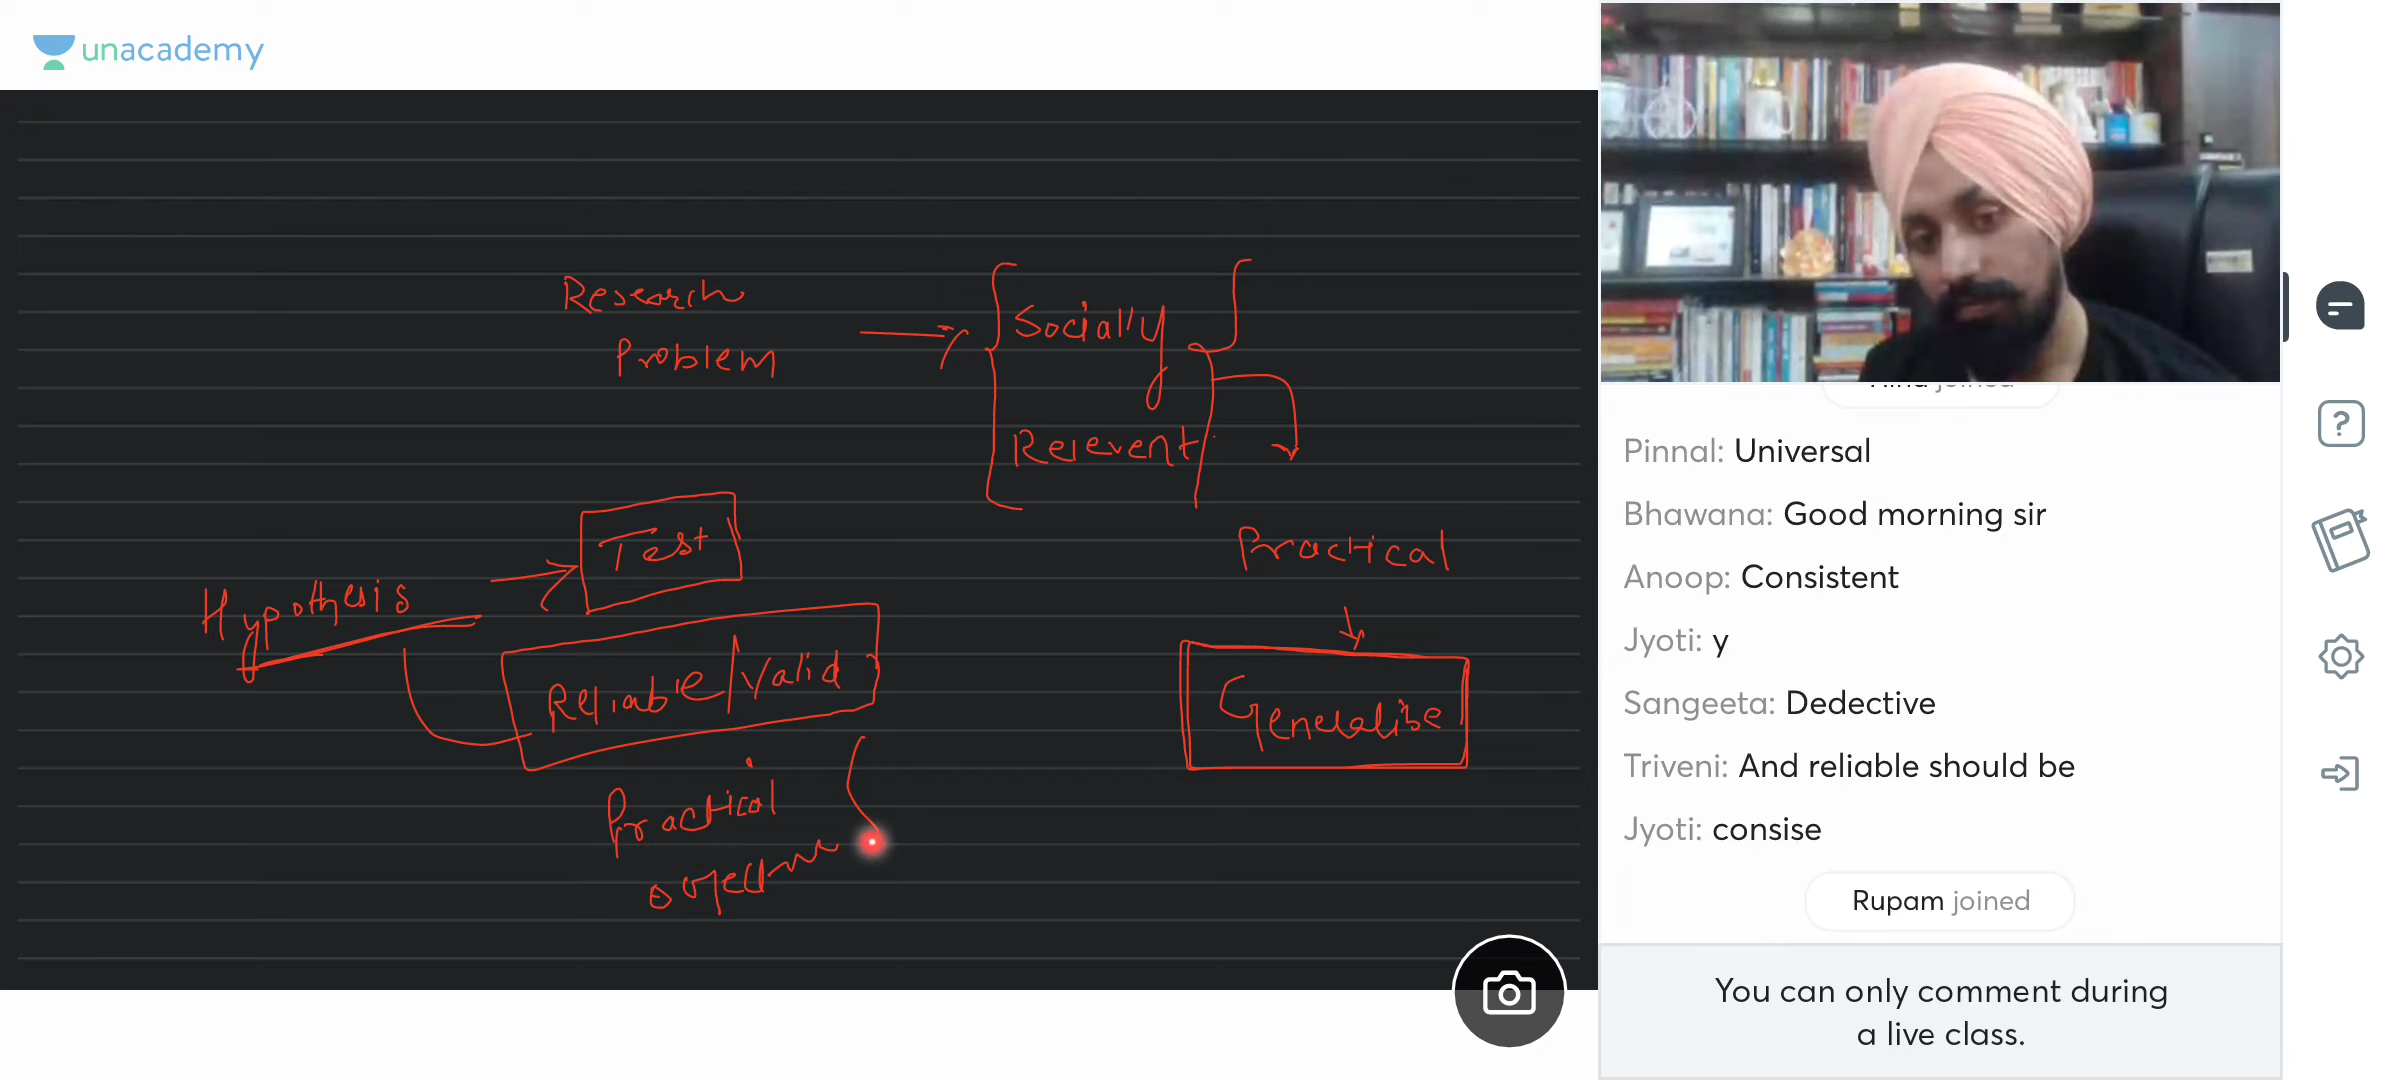 unacademy
Research
Problem
Socially
Relevent
Test
Hypothesis
Practical
Reliable/Valid
Generalise
Practical
joined
Pinnal: Universal
Bhawana: Good morning sir
Anoop: Consistent
Jyoti: y
Sangeeta: Dedective
Triveni: And reliable should be
Jyoti: consise
Rupam joined
You can only comment during
a live class.